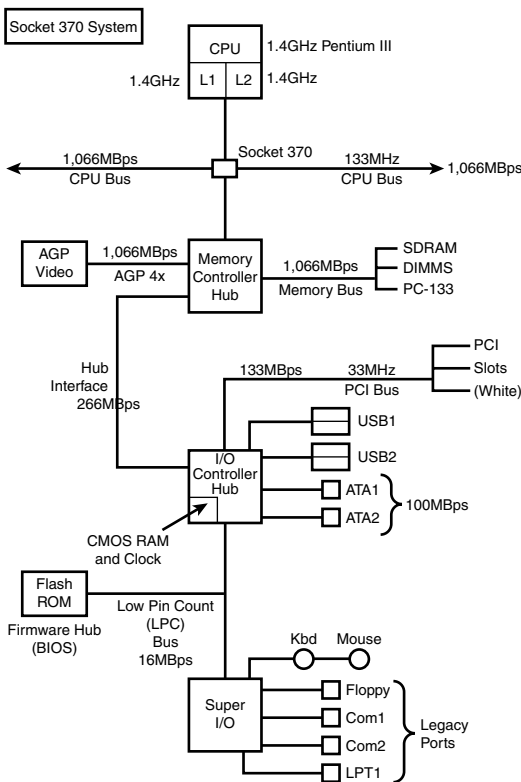 Socket 370 System
CPU
1.4GHz Pentium III
1.4GHz
L1
L2
1.4GHz
Socket 370
1,066MBps
CPU Bus
133MHz
CPU Bus
1,066MBps
AGP
Video
1,066MBps
AGP 4x
Memory
Controller
Hub
1,066MBps
Memory Bus
SDRAM
DIMMS
PC-133
Hub
Interface
266MBps
133MBps
33MHz
PCI Bus
PCI
Slots
(White)
USB1
USB2
I/O
Controller
Hub
ATA1
ATA2
100MBps
CMOS RAM
and Clock
Flash
ROM
Firmware Hub
(BIOS)
Low Pin Count
(LPC)
Bus
16MBps
Kbd
Mouse
Super
I/O
Floppy
Com1
Com2
LPT1
Legacy
Ports